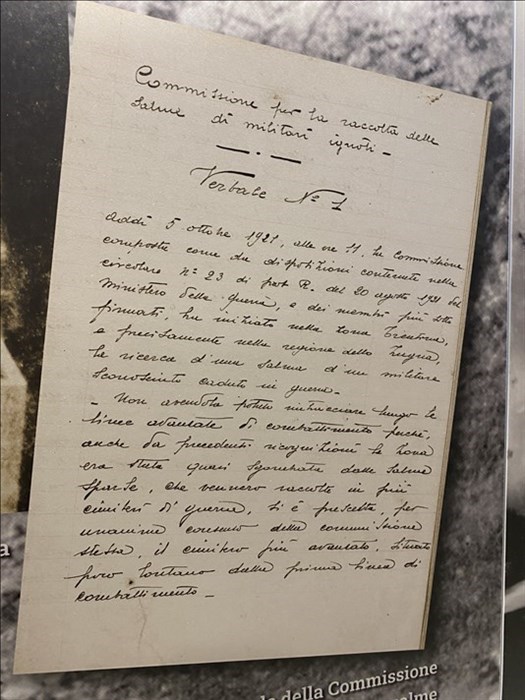 Commissione per la raccolta delle
salme di militari ignoti -
Verbale N° 1
Addì 5 ottobre 1921, alle ore 11, la Commissione
composta come da disposizioni contenute nella
circolare n° 23 di prot R. del 20 agosto 1921 del
Ministero della guerra, e dei membri più sotto
firmati, ha iniziato nella zona Trentina,
e precisamente nella regione dello Zugna,
la ricerca d'una salma d'un militare
sconosciuto caduto in guerra -
- Non avendola potuto rintracciare lungo le
linee avanzate di combattimento perché,
anche da precedenti ricognizioni la zona
era stata quasi sgombrata dalle salme
sparse, che vennero raccolte in più
cimiteri di guerra, si è prescelto, per
unanime consenso della commissione
stessa, il cimitero più avanzato, situato
poco lontano dalla prima linea di
combattimento -
a
della Commissione
alme